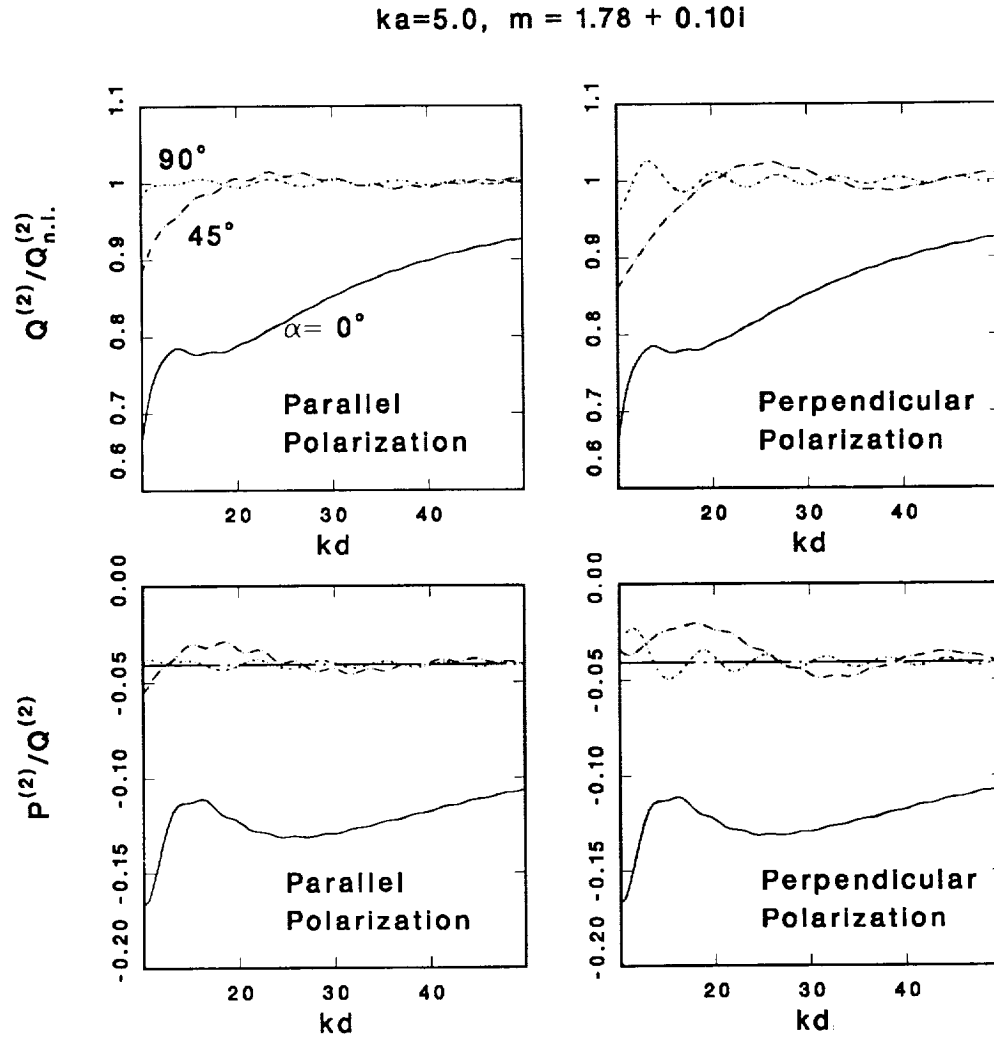 ka=5.0, m = 1.78 + 0.10i
Q(2)/Q(2)n.i.
1.1
1
0.9
0.8
0.7
0.6
90°
45°
α= 0°
Parallel
Polarization
20 30 40
kd
1.1
1
0.9
0.8
0.7
0.6
Perpendicular
Polarization
20 30 40
kd
P(2)/Q(2)
0.00
-0.05
-0.10
-0.15
-0.20
Parallel
Polarization
20 30 40
kd
0.00
-0.05
-0.10
-0.15
-0.20
Perpendicular
Polarization
20 30 40
kd